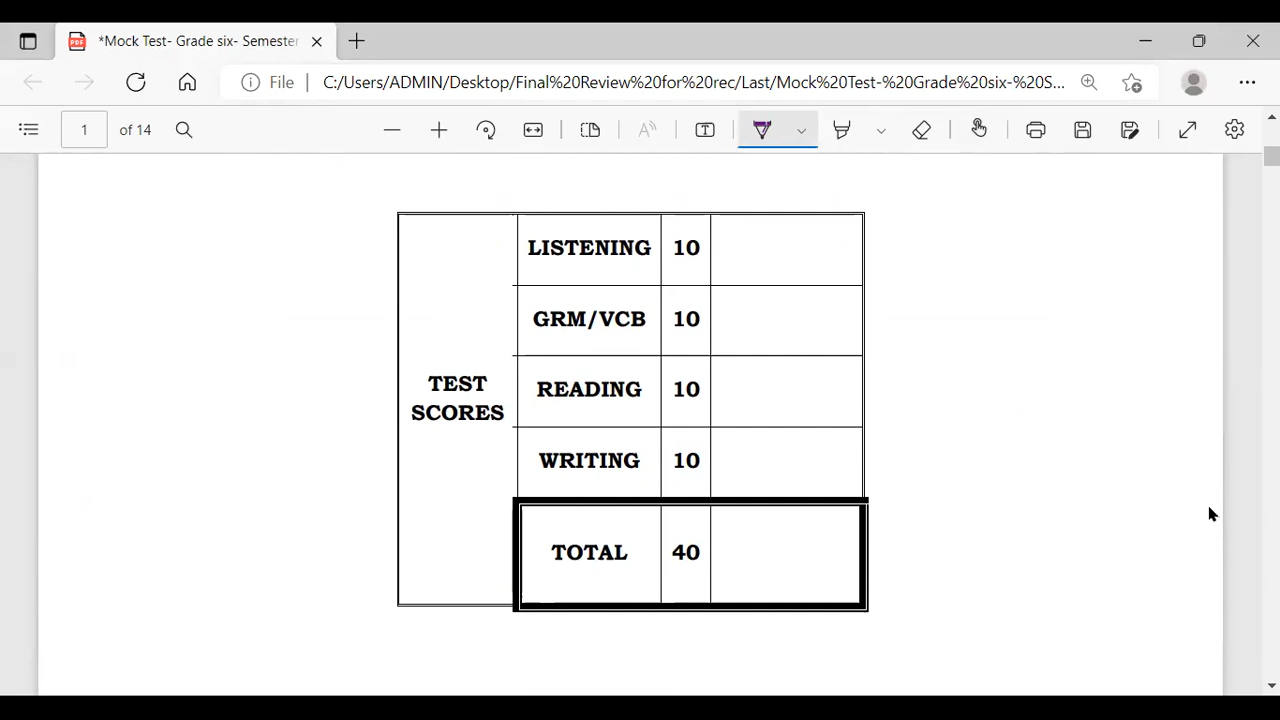 *Mock Test- Grade six- Semester
File
C:/Users/ADMIN/Desktop/Final%20Review%20for%20rec/Last/Mock%20Test-%20Grade%20six-%20S...
1 of 14
LISTENING 10
GRM/VCB 10
TEST
SCORES
READING 10
WRITING 10
TOTAL 40